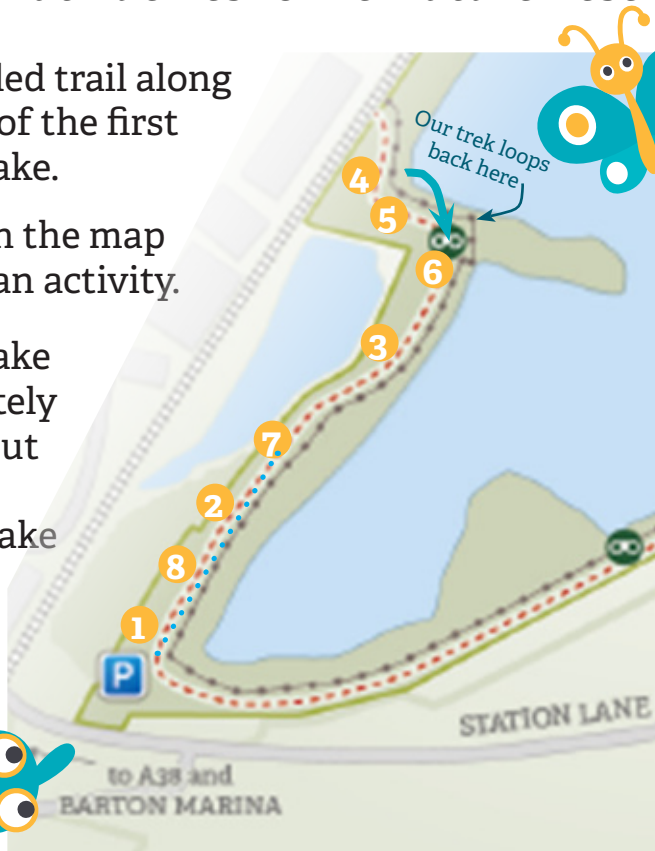 led trail along
of the first
ake.
n the map
an activity.
ake
tely
ut
ake
Our trek loops
back here
4
5
6
3
7
2
8
1
P
STATION LANE
to A38 and
BARTON MARINA